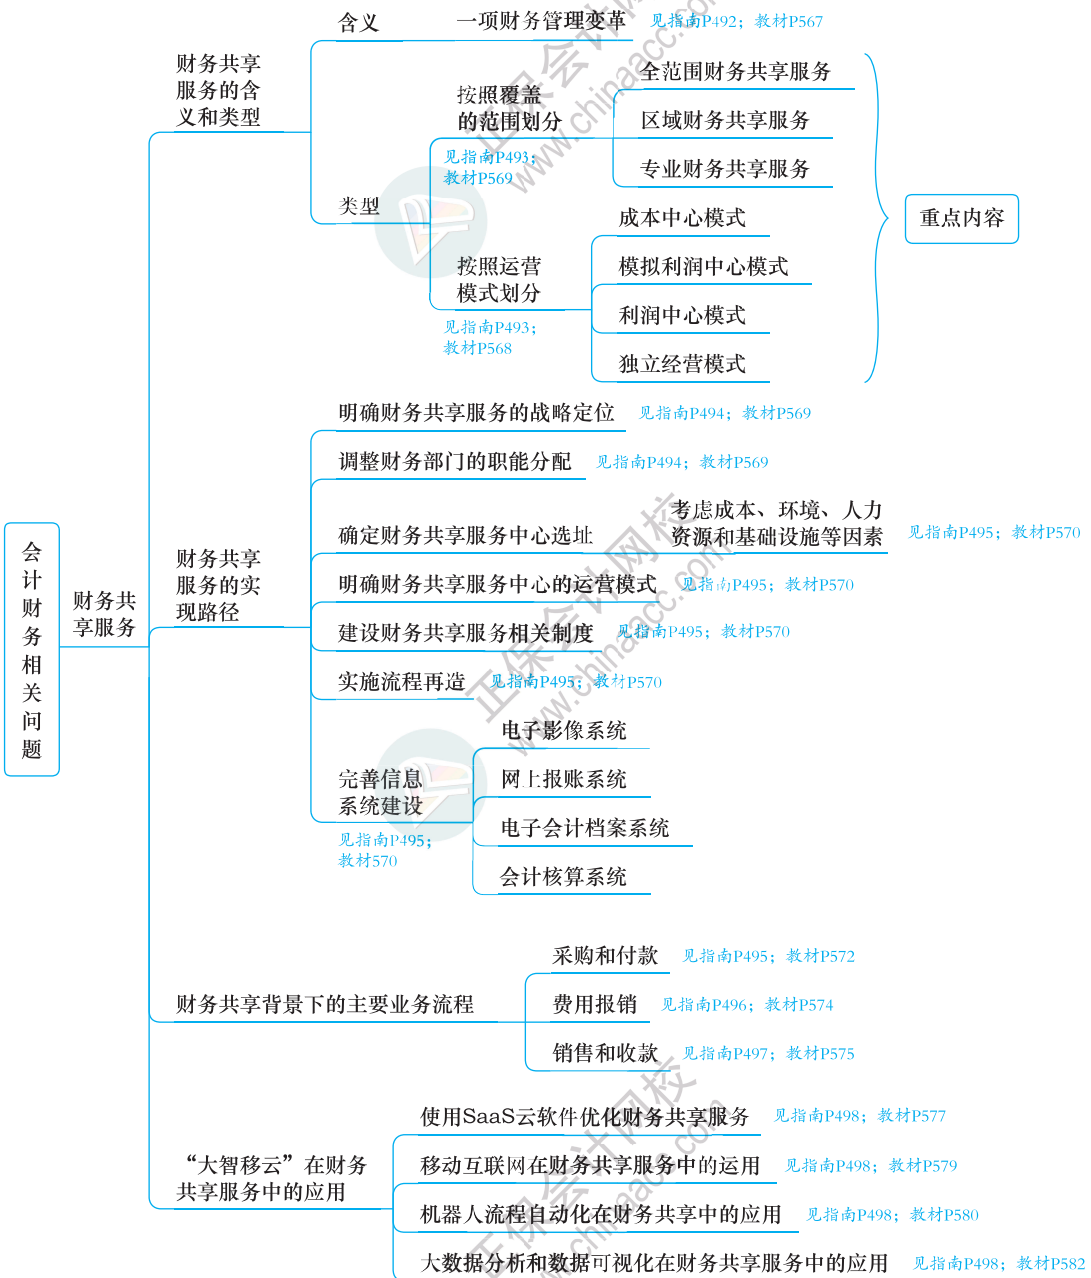 会计财务相关问题
财务共
享服务
财务共享
服务的含
义和类型
含义
一项财务管理变革
见指南P492；教材P567
类型
按照覆盖
的范围划分
见指南P493；
教材P569
全范围财务共享服务
区域财务共享服务
专业财务共享服务
按照运营
模式划分
见指南P493；
教材P568
成本中心模式
模拟利润中心模式
利润中心模式
独立经营模式
重点内容
财务共享
服务的实
现路径
明确财务共享服务的战略定位
见指南P494；教材P569
调整财务部门的职能分配
见指南P494；教材P569
确定财务共享服务中心选址
考虑成本、环境、人力
资源和基础设施等因素
见指南P495；教材P570
明确财务共享服务中心的运营模式
见指南P495；教材P570
建设财务共享服务相关制度
见指南P495；教材P570
实施流程再造
见指南P495；教材P570
完善信息
系统建设
见指南P495；
教材570
电子影像系统
网上报账系统
电子会计档案系统
会计核算系统
财务共享背景下的主要业务流程
采购和付款
见指南P495；教材P572
费用报销
见指南P496；教材P574
销售和收款
见指南P497；教材P575
“大智移云”在财务
共享服务中的应用
使用SaaS云软件优化财务共享服务
见指南P498；教材P577
移动互联网在财务共享服务中的运用
见指南P498；教材P579
机器人流程自动化在财务共享中的应用
见指南P498；教材P580
大数据分析和数据可视化在财务共享服务中的应用
见指南P498；教材P582
正保会计网校
www.chinaacc.com
正保会计网校
www.chinaacc.com
正保会计网校
www.chinaacc.com